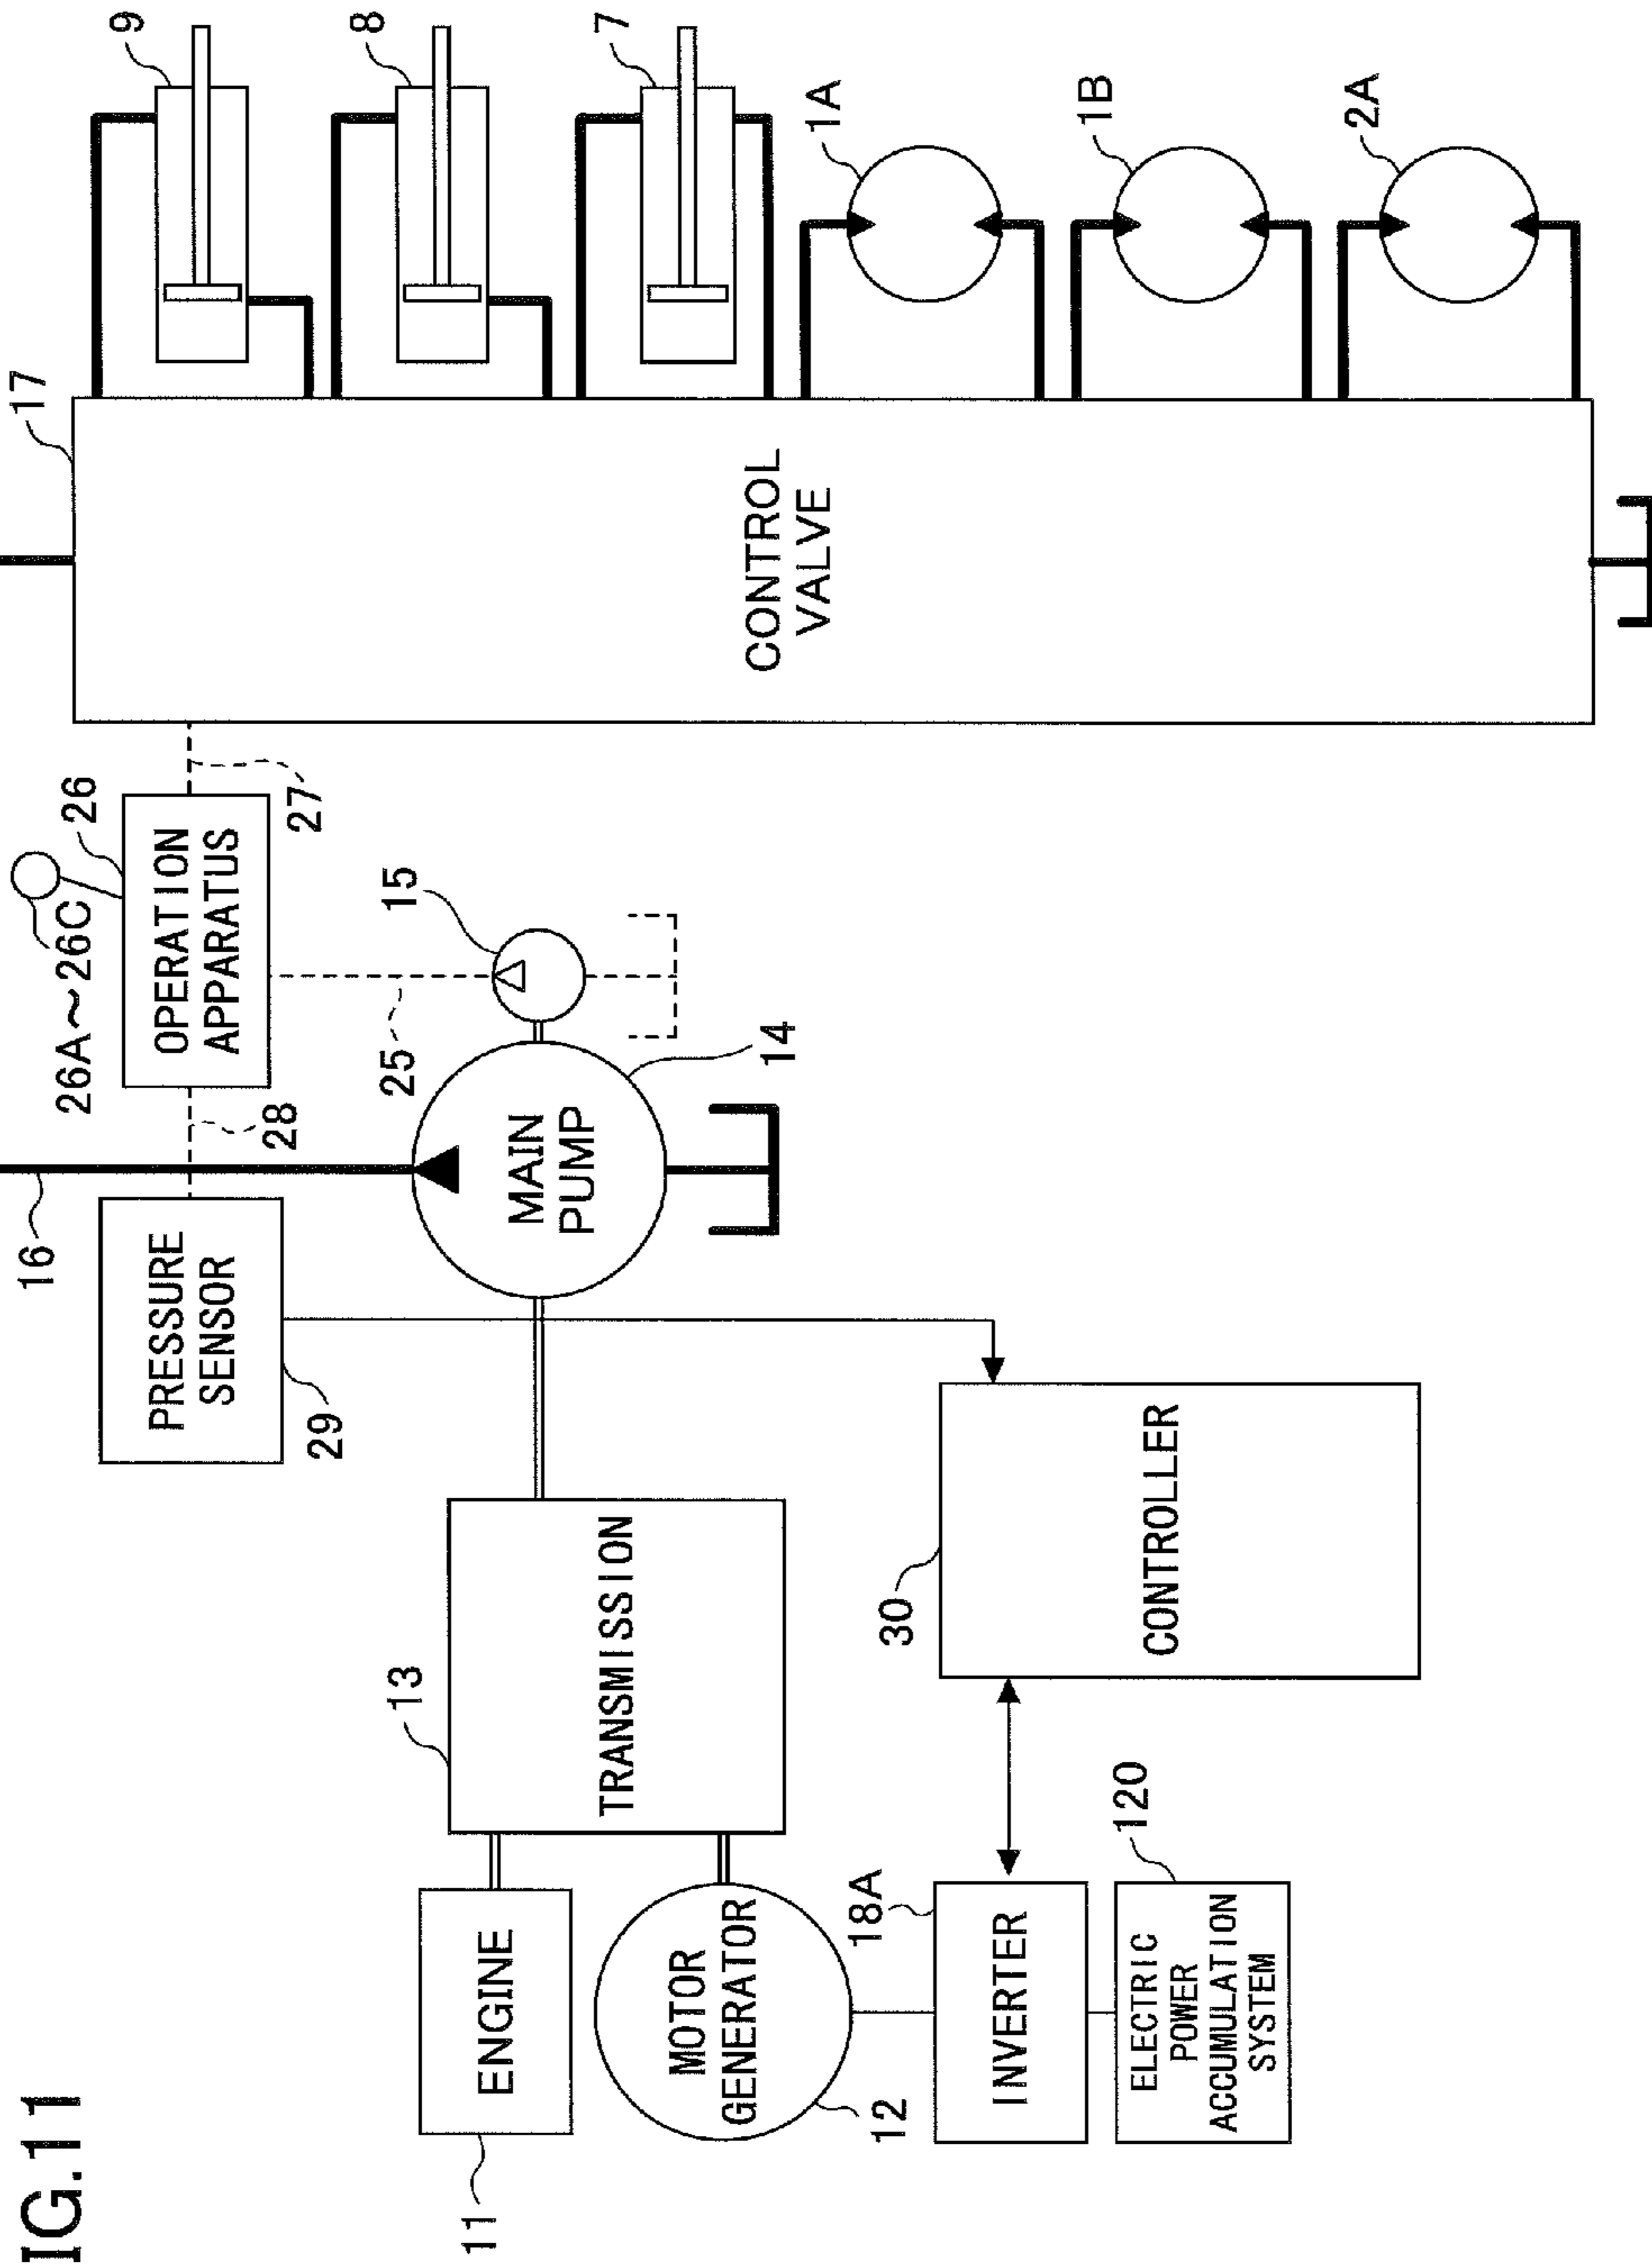 IG.11
11
ENGINE
13
TRANSMISSION
MOTOR
GENERATOR
12
18A
INVERTER
120
ELECTRIC
POWER
ACCUMULATION
SYSTEM
30
CONTROLLER
16
PRESSURE
SENSOR
29
28
26A~26C
26
OPERATION
APPARATUS
27
25
15
MAIN
PUMP
14
17
CONTROL
VALVE
9
8
7
1A
1B
2A